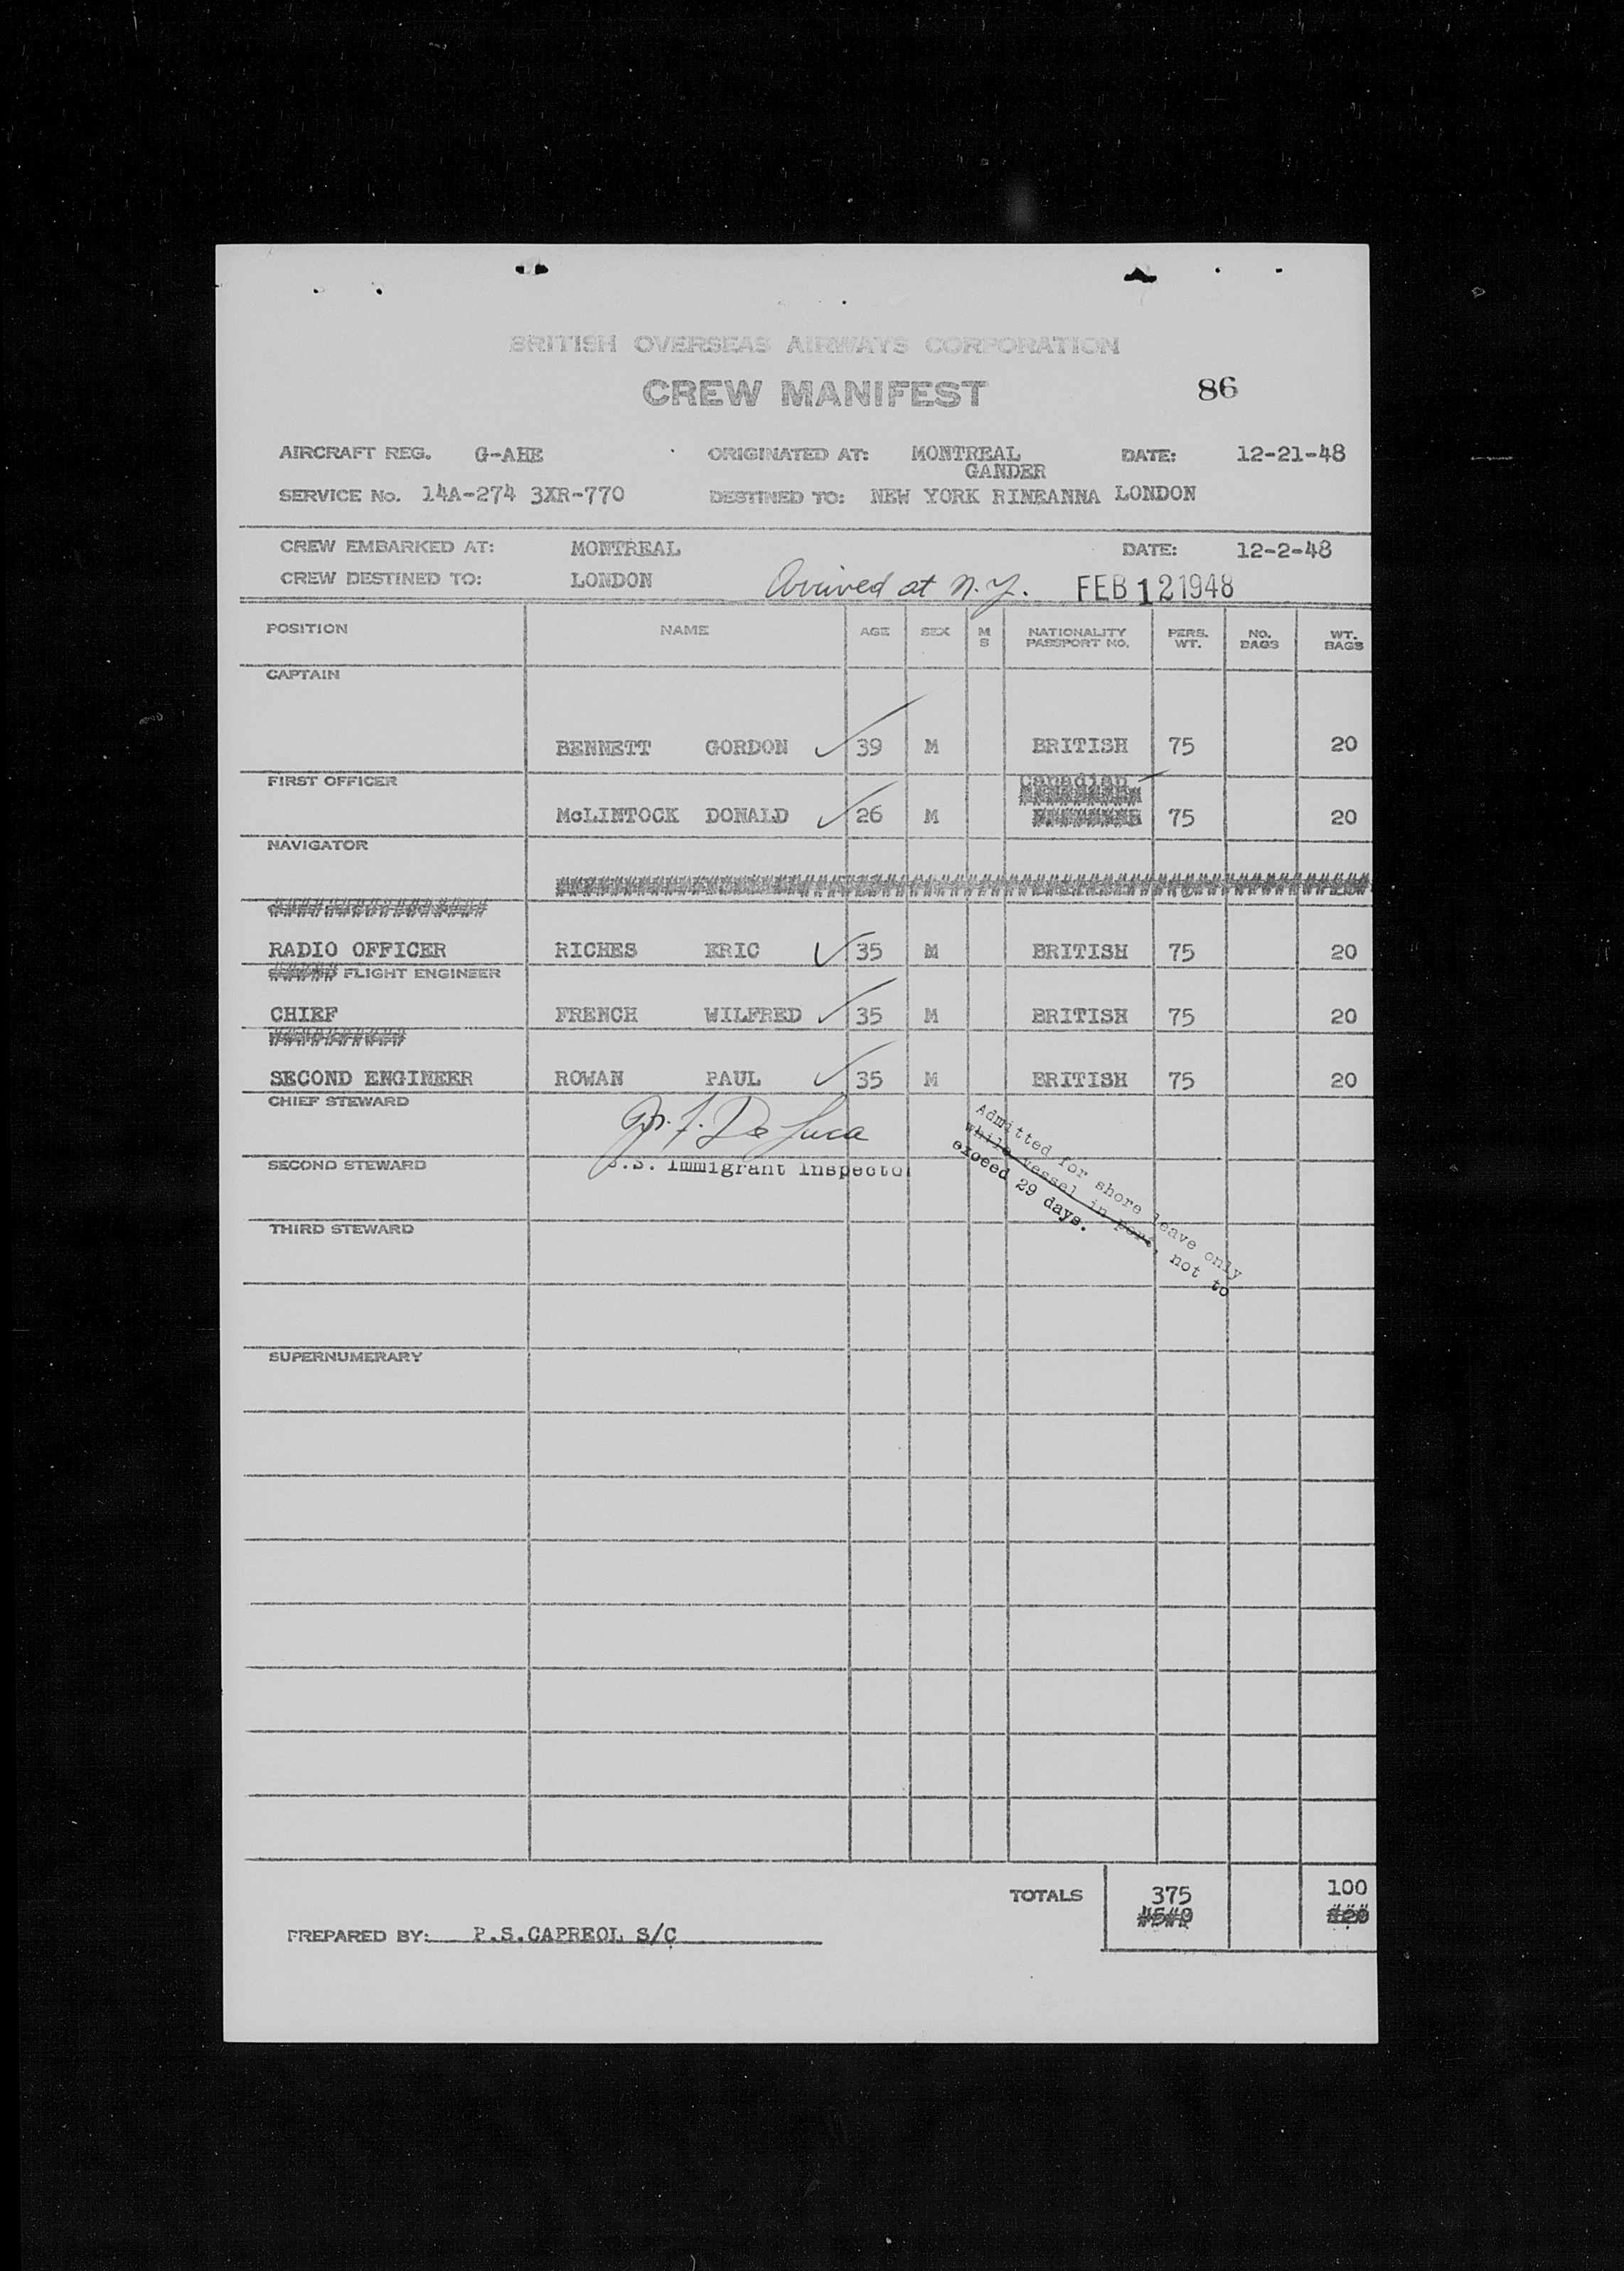 BRITISH OVERSEAS AIRWAYS CORPORATION
CREW MANIFEST 86
AIRCRAFT REG. G-AHE ORIGINATED AT: MONTREAL DATE: 12-21-48
GANDER
SERVICE No. 14A-274 3XR-770 DESTINED TO: NEW YORK RINEANNA LONDON
CREW EMBARKED AT: MONTREAL DATE: 12-2-48
CREW DESTINED TO: LONDON Arrived at N.Y. FEB 12 1948
POSITION NAME AGE SEX M S NATIONALITY PASSPORT NO. PERS. WT. NO. BAGS WT. BAGS
CAPTAIN
BENNETT GORDON 39 M BRITISH 75 20
FIRST OFFICER Canadian
McLINTOCK DONALD 26 M 75 20
NAVIGATOR
RADIO OFFICER RICHES ERIC 35 M BRITISH 75 20
FLIGHT ENGINEER
CHIEF FRENCH WILFRED 35 M BRITISH 75 20
SECOND ENGINEER ROWAN PAUL 35 M BRITISH 75 20
CHIEF STEWARD
De Luca
SECOND STEWARD U.S. Immigrant Inspector
Admitted for shore leave only
while vessel in port, not to
exceed 29 days.
THIRD STEWARD
SUPERNUMERARY
TOTALS 375 100
PREPARED BY: P.S.CAPREOL S/C